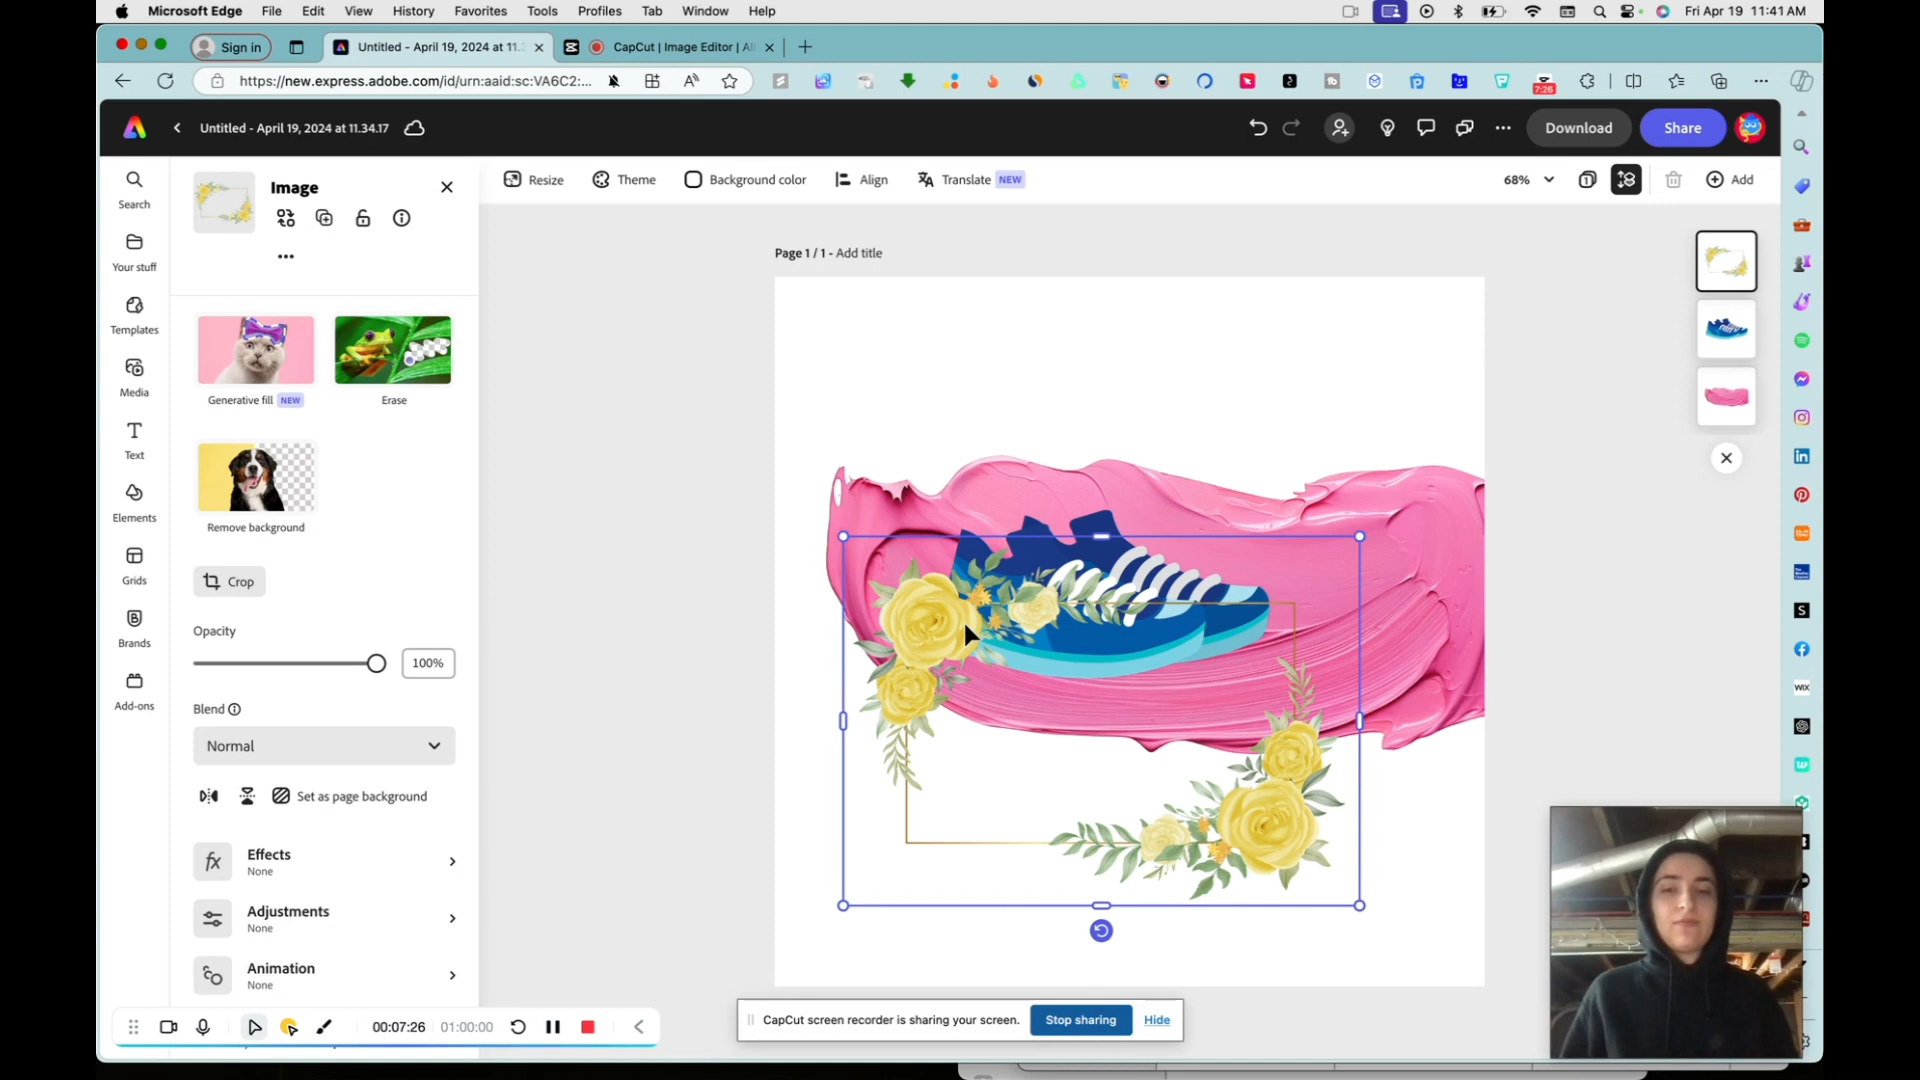 Microsoft Edge File Edit View History Favorites Tools Profiles Tab Window Help Fri Apr 19 11:41 AM
Sign in Untitled - April 19, 2024 at 11.3 CapCut | Image Editor | A
https://new.express.adobe.com/id/urn:aaid:sc:VA6C2:...
7:26
Untitled - April 19, 2024 at 11.34.17 Download Share
Search
Your stuff
Templates
Media
Text
Elements
Grids
Brands
Add-ons
Image
Generative fill NEW Erase
Remove background
Crop
Opacity
100%
Blend
Normal
Set as page background
Effects
None
Adjustments
None
Animation
None
Resize Theme Background color Align Translate NEW 68% Add
Page 1 / 1 - Add title
WIX
00:07:26 01:00:00
CapCut screen recorder is sharing your screen. Stop sharing Hide